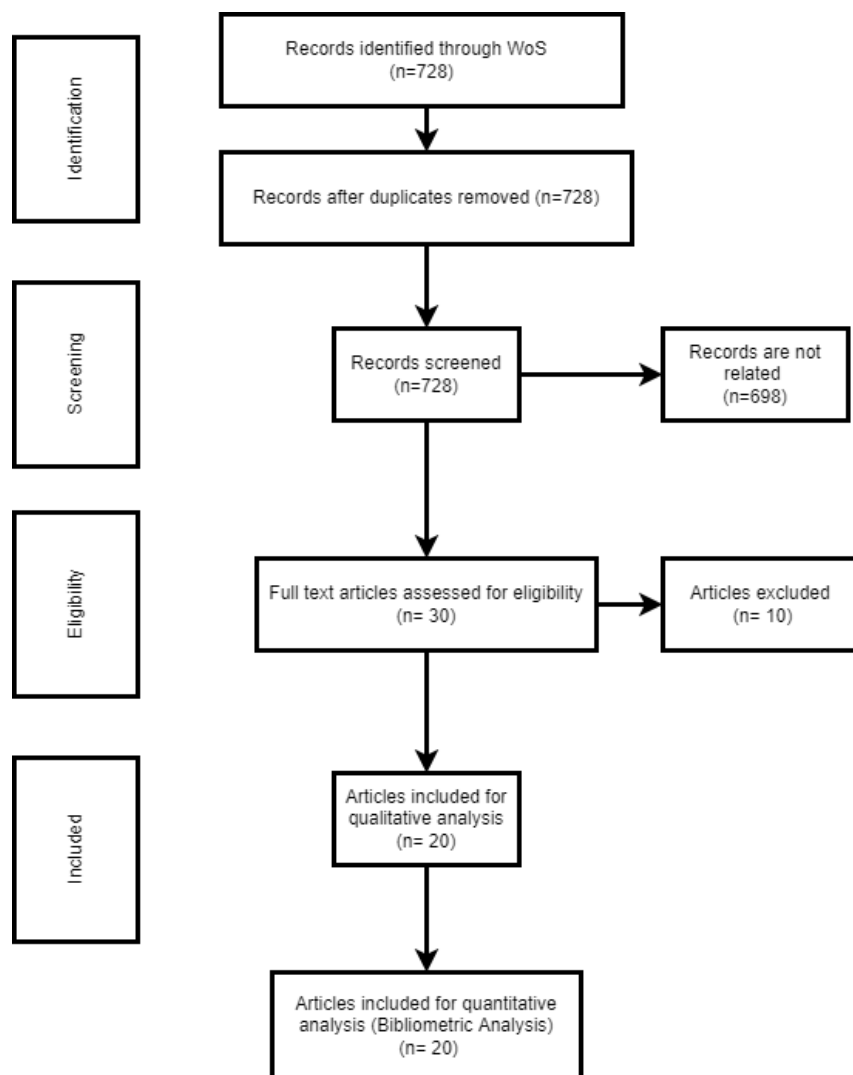 Identification
Records identified through WoS
(n=728)
Records after duplicates removed (n=728)
Screening
Records screened
(n=728)
Records are not
related
(n=698)
Eligibility
Full text articles assessed for eligibility
(n= 30)
Articles excluded
(n= 10)
Included
Articles included for
qualitative analysis
(n= 20)
Articles included for quantitative
analysis (Bibliometric Analysis)
(n= 20)